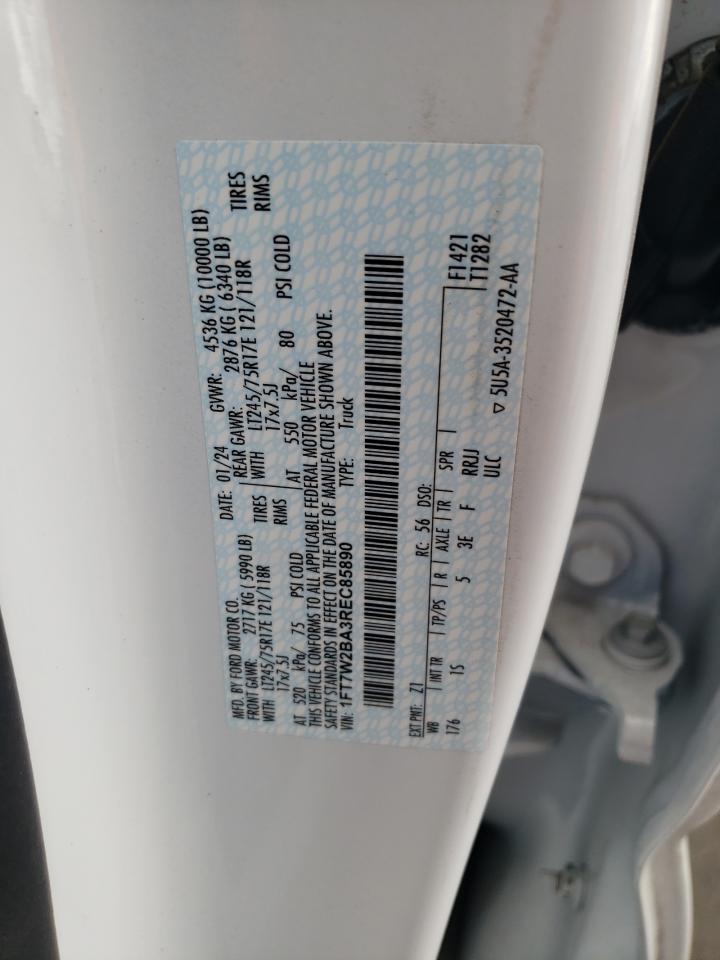 MFD. BY FORD MOTOR CO. DATE: 01/24 GVWR: 4536 KG (10000 LB)
FRONT GAWR: 2717 KG ( 5990 LB) REAR GAWR: 2876 KG ( 6340 LB)
WITH LT245/75R17E 121/118R TIRES WITH LT245/75R17E 121/118R TIRES
17x7.5J RIMS 17x7.5J RIMS
AT 520 kPa/ 75 PSI COLD AT 550 kPa/ 80 PSI COLD
THIS VEHICLE CONFORMS TO ALL APPLICABLE FEDERAL MOTOR VEHICLE
SAFETY STANDARDS IN EFFECT ON THE DATE OF MANUFACTURE SHOWN ABOVE.
VIN: 1FT7W2BA3REC85890 TYPE: Truck
EXT PNT: Z1 RC: 56 DSO: F1421
WB INT TR TP/PS R AXLE TR SPR T1282
176 1S 5 3E F RRJJ
ULC ▽ 5U5A-3520472-AA